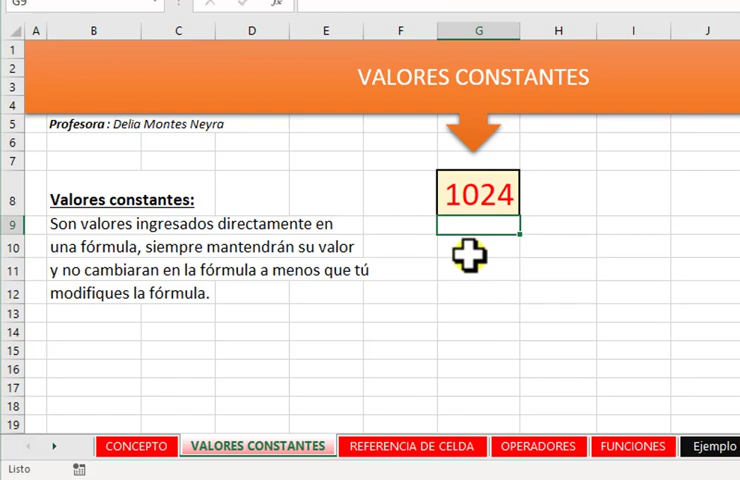 G9
A B C D E F G H I J
1
VALORES CONSTANTES
2
3
4
5 Profesora : Delia Montes Neyra
6
7
8 Valores constantes: 1024
9 Son valores ingresados directamente en
10 una fórmula, siempre mantendrán su valor
11 y no cambiaran en la fórmula a menos que tú
12 modifiques la fórmula.
13
14
15
16
17
18
19
CONCEPTO VALORES CONSTANTES REFERENCIA DE CELDA OPERADORES FUNCIONES Ejemplo
Listo